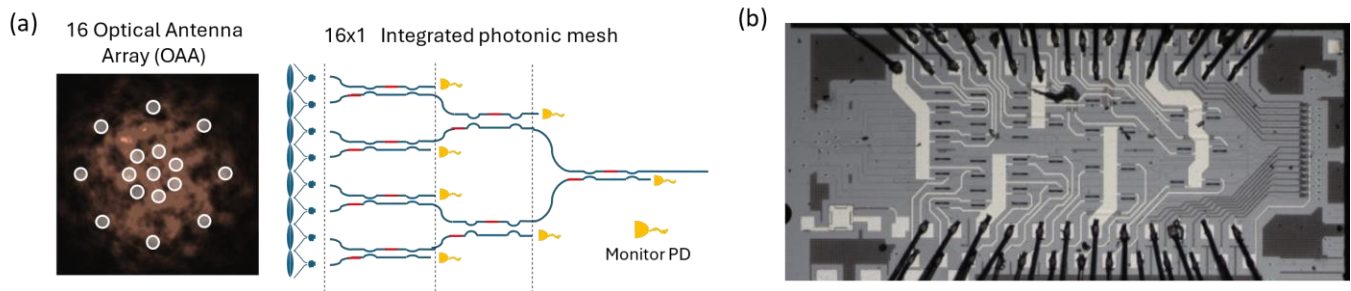 (a)
16 Optical Antenna
Array (OAA)
16x1 Integrated photonic mesh
Monitor PD
(b)